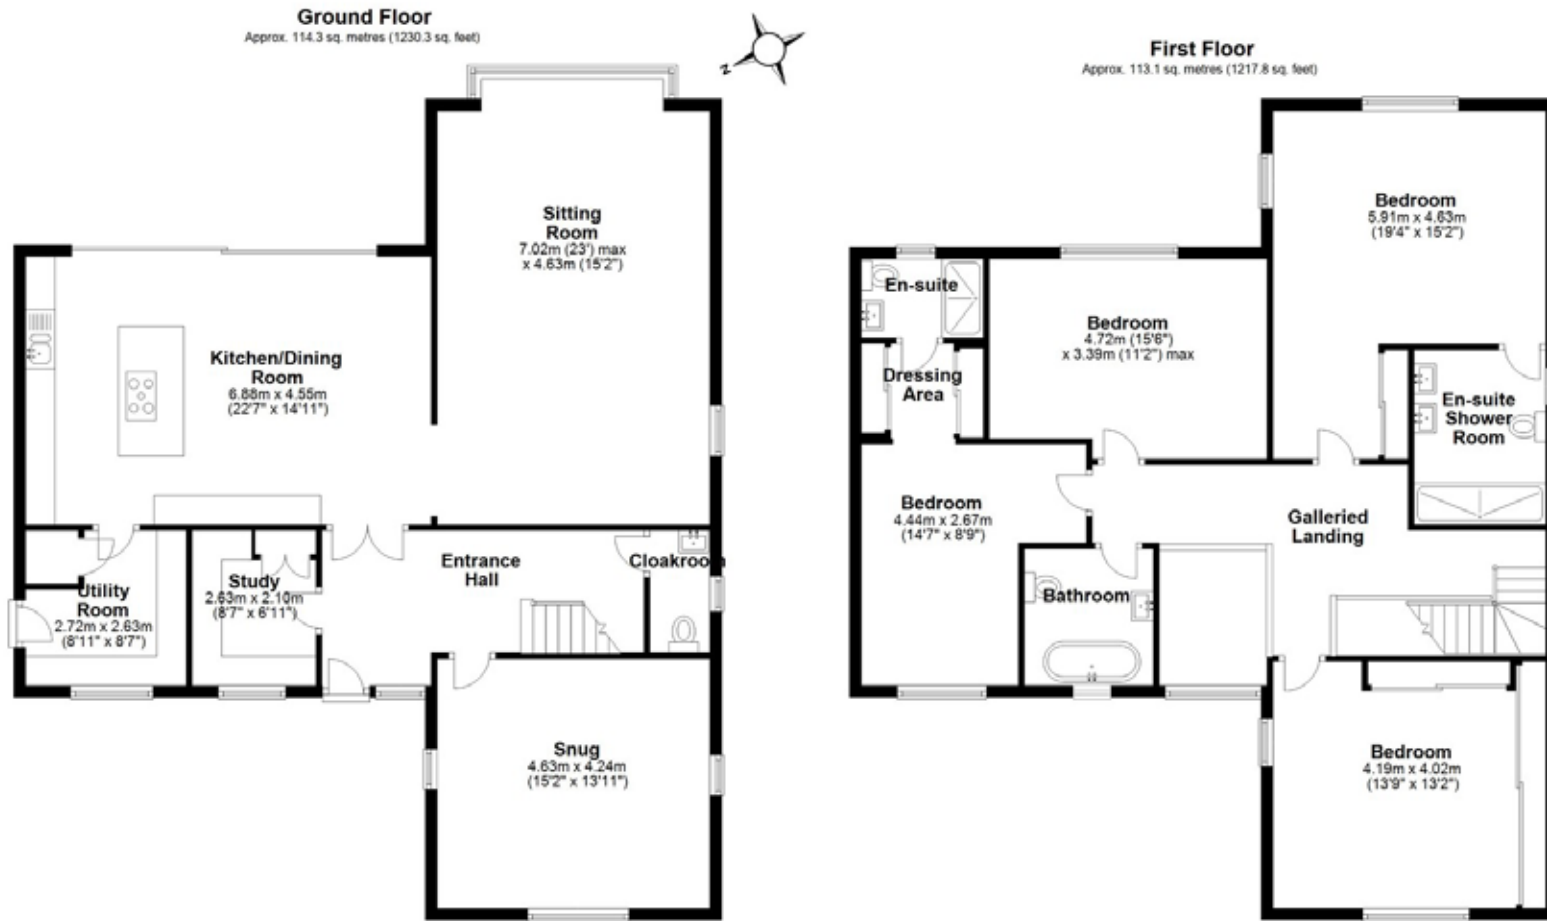 Ground Floor
Approx. 114.3 sq. metres (1230.3 sq. feet)
N
Sitting
Room
7.02m (23') max
x 4.63m (15'2")
Kitchen/Dining
Room
6.88m x 4.55m
(22'7" x 14'11")
Utility
Room
2.72m x 2.63m
(8'11" x 8'7")
Study
2.63m x 2.10m
(8'7" x 6'11")
Entrance
Hall
Cloakroom
Snug
4.63m x 4.24m
(15'2" x 13'11")
First Floor
Approx. 113.1 sq. metres (1217.8 sq. feet)
Bedroom
5.91m x 4.63m
(19'4" x 15'2")
En-suite
Bedroom
4.72m (15'6")
x 3.39m (11'2") max
Dressing
Area
En-suite
Shower
Room
Bedroom
4.44m x 2.67m
(14'7" x 8'9")
Galleried
Landing
Bathroom
Bedroom
4.19m x 4.02m
(13'9" x 13'2")